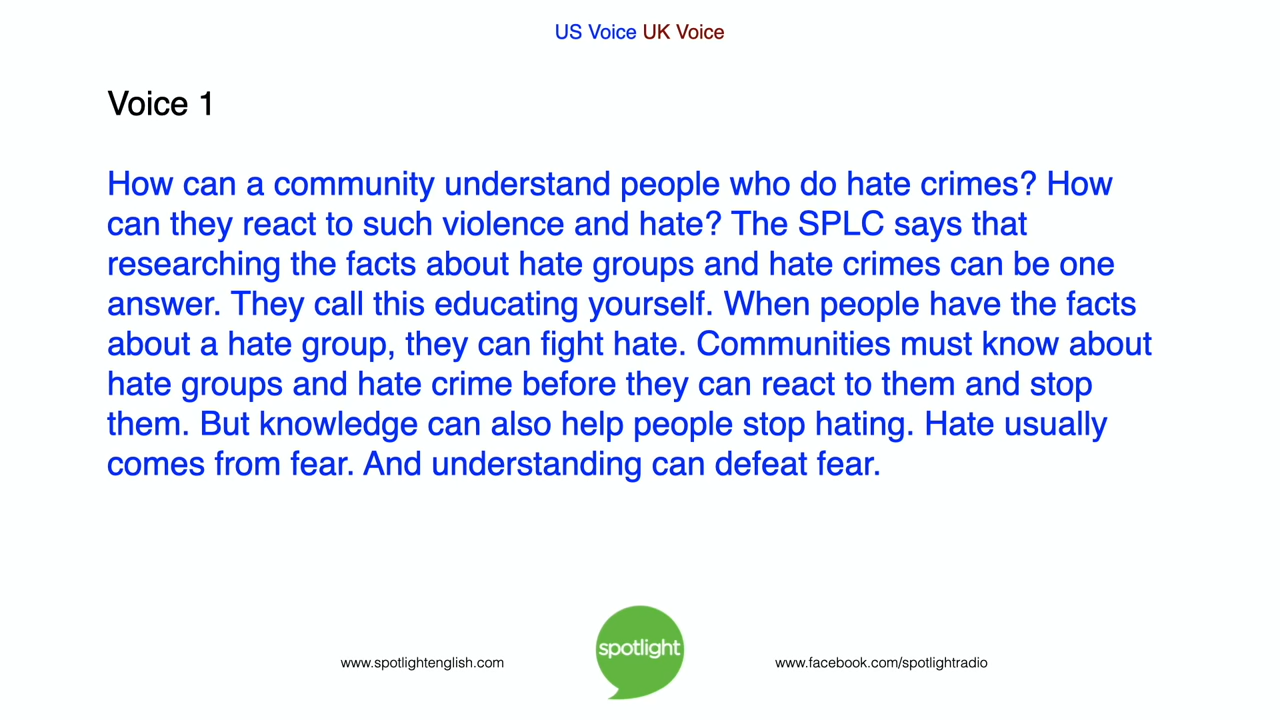 US Voice UK Voice
Voice 1
How can a community understand people who do hate crimes? How
can they react to such violence and hate? The SPLC says that
researching the facts about hate groups and hate crimes can be one
answer. They call this educating yourself. When people have the facts
about a hate group, they can fight hate. Communities must know about
hate groups and hate crime before they can react to them and stop
them. But knowledge can also help people stop hating. Hate usually
comes from fear. And understanding can defeat fear.
www.spotlightenglish.com
spotlight
www.facebook.com/spotlightradio